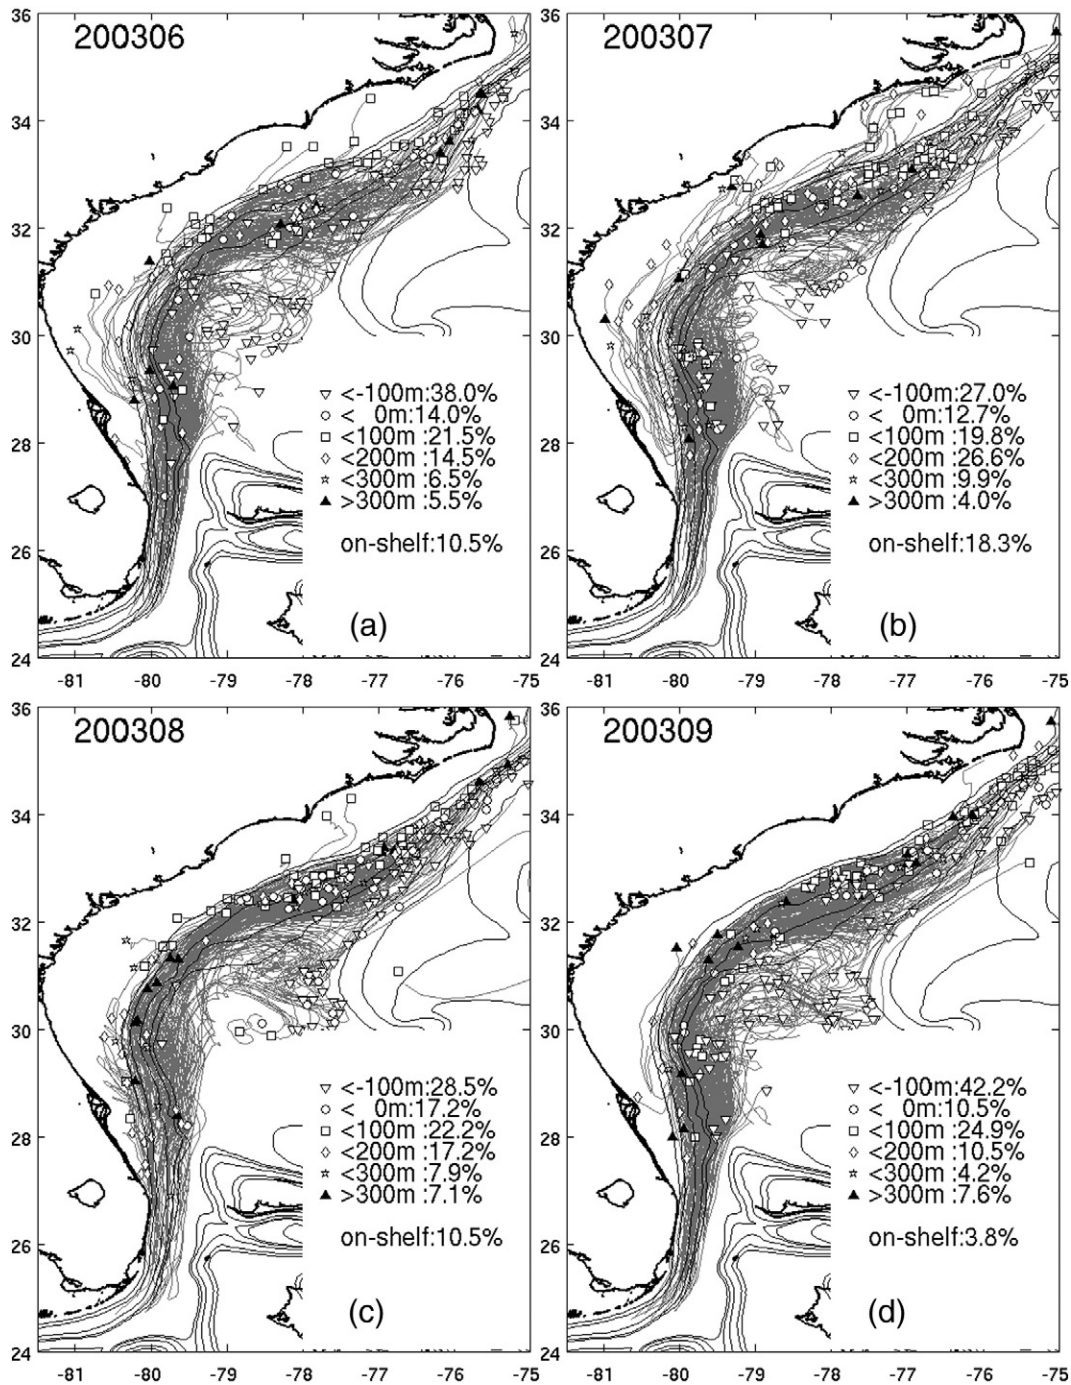 36
34
32
30
28
26
24
200306
▽ <-100m:38.0%
○ <   0m:14.0%
□ <100m :21.5%
◇ <200m :14.5%
☆ <300m :6.5%
▲ >300m :5.5%
on-shelf:10.5%
(a)
-81 -80 -79 -78 -77 -76 -75
36
34
32
30
28
26
24
200307
▽ <-100m:27.0%
○ <   0m:12.7%
□ <100m :19.8%
◇ <200m :26.6%
☆ <300m :9.9%
▲ >300m :4.0%
on-shelf:18.3%
(b)
-81 -80 -79 -78 -77 -76 -75
36
34
32
30
28
26
24
200308
▽ <-100m:28.5%
○ <   0m:17.2%
□ <100m :22.2%
◇ <200m :17.2%
☆ <300m :7.9%
▲ >300m :7.1%
on-shelf:10.5%
(c)
-81 -80 -79 -78 -77 -76 -75
36
34
32
30
28
26
24
200309
▽ <-100m:42.2%
○ <   0m:10.5%
□ <100m :24.9%
◇ <200m :10.5%
☆ <300m :4.2%
▲ >300m :7.6%
on-shelf:3.8%
(d)
-81 -80 -79 -78 -77 -76 -75